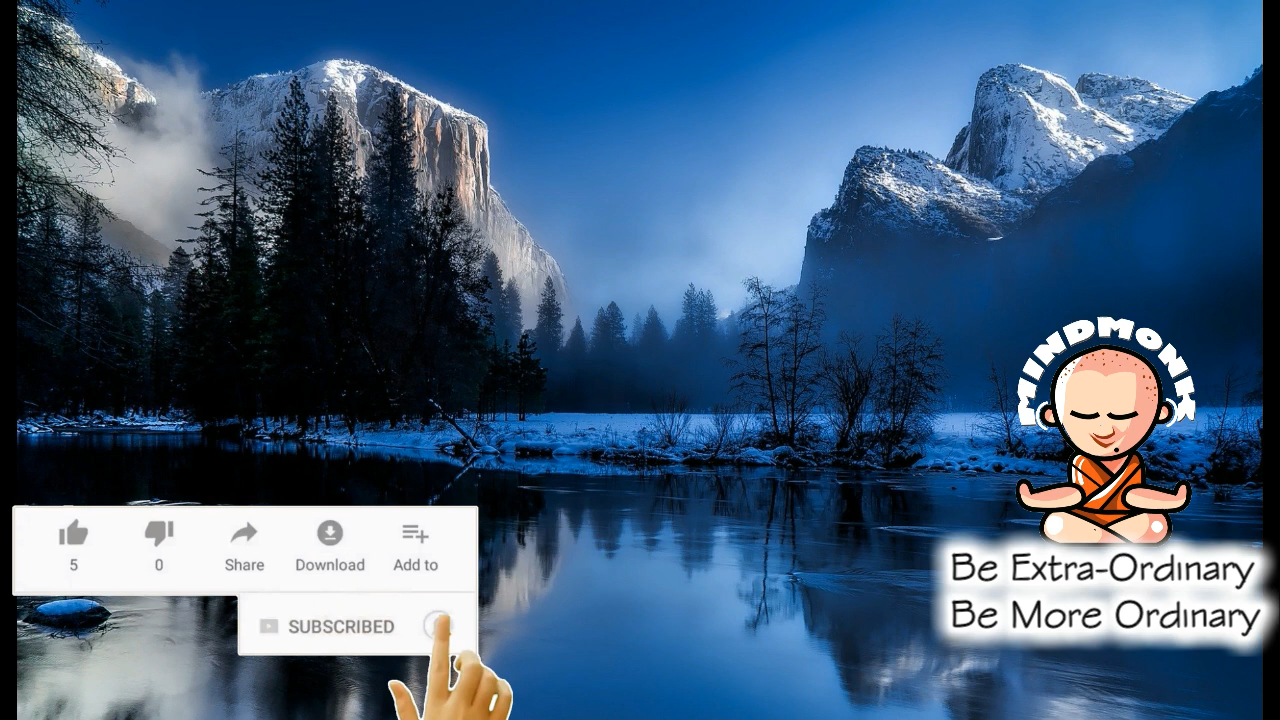 MINDMONK
5 0 Share Download Add to
SUBSCRIBED
Be Extra-Ordinary
Be More Ordinary